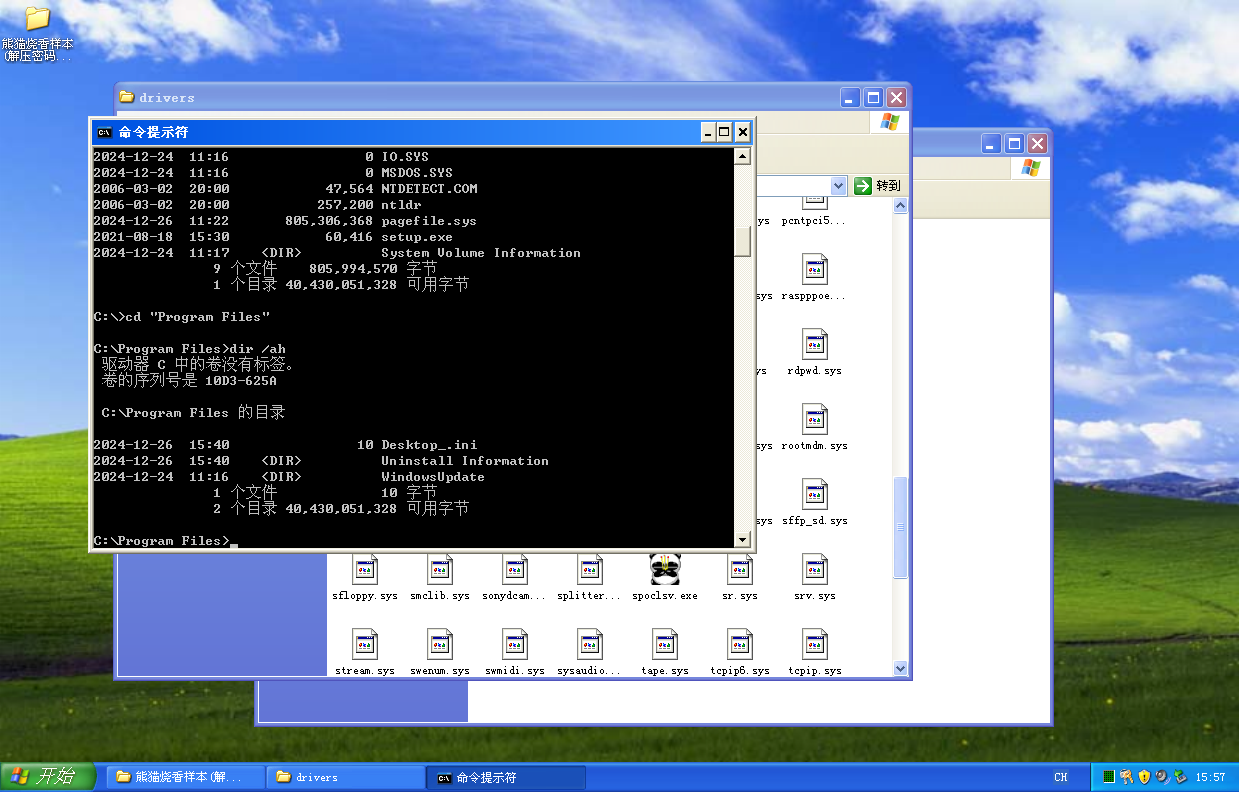 熊猫烧香样本
(解压密码...
drivers
命令提示符
2024-12-24  11:16                 0 IO.SYS
2024-12-24  11:16                 0 MSDOS.SYS
2006-03-02  20:00            47,564 NTDETECT.COM
2006-03-02  20:00           257,200 ntldr
2024-12-26  11:22       805,306,368 pagefile.sys
2021-08-18  15:30            60,416 setup.exe
2024-12-24  11:17    <DIR>          System Volume Information
9 个文件    805,994,570 字节
1 个目录 40,430,051,328 可用字节
C:\>cd "Program Files"
C:\Program Files>dir /ah
驱动器 C 中的卷没有标签。
卷的序列号是 10D3-625A
C:\Program Files 的目录
2024-12-26  15:40                10 Desktop_.ini
2024-12-26  15:40    <DIR>          Uninstall Information
2024-12-24  11:16    <DIR>          WindowsUpdate
1 个文件             10 字节
2 个目录 40,430,051,328 可用字节
C:\Program Files>_
转到
ys pcntpci5...
sys raspppoe...
ys rdpwd.sys
sys rootmdm.sys
sys sffp_sd.sys
sfloppy.sys smclib.sys sonydcam... splitter... spoclsv.exe sr.sys srv.sys
stream.sys swenum.sys swmidi.sys sysaudio... tape.sys tcpip6.sys tcpip.sys
开始 熊猫烧香样本 (解... drivers 命令提示符 CH 15:57